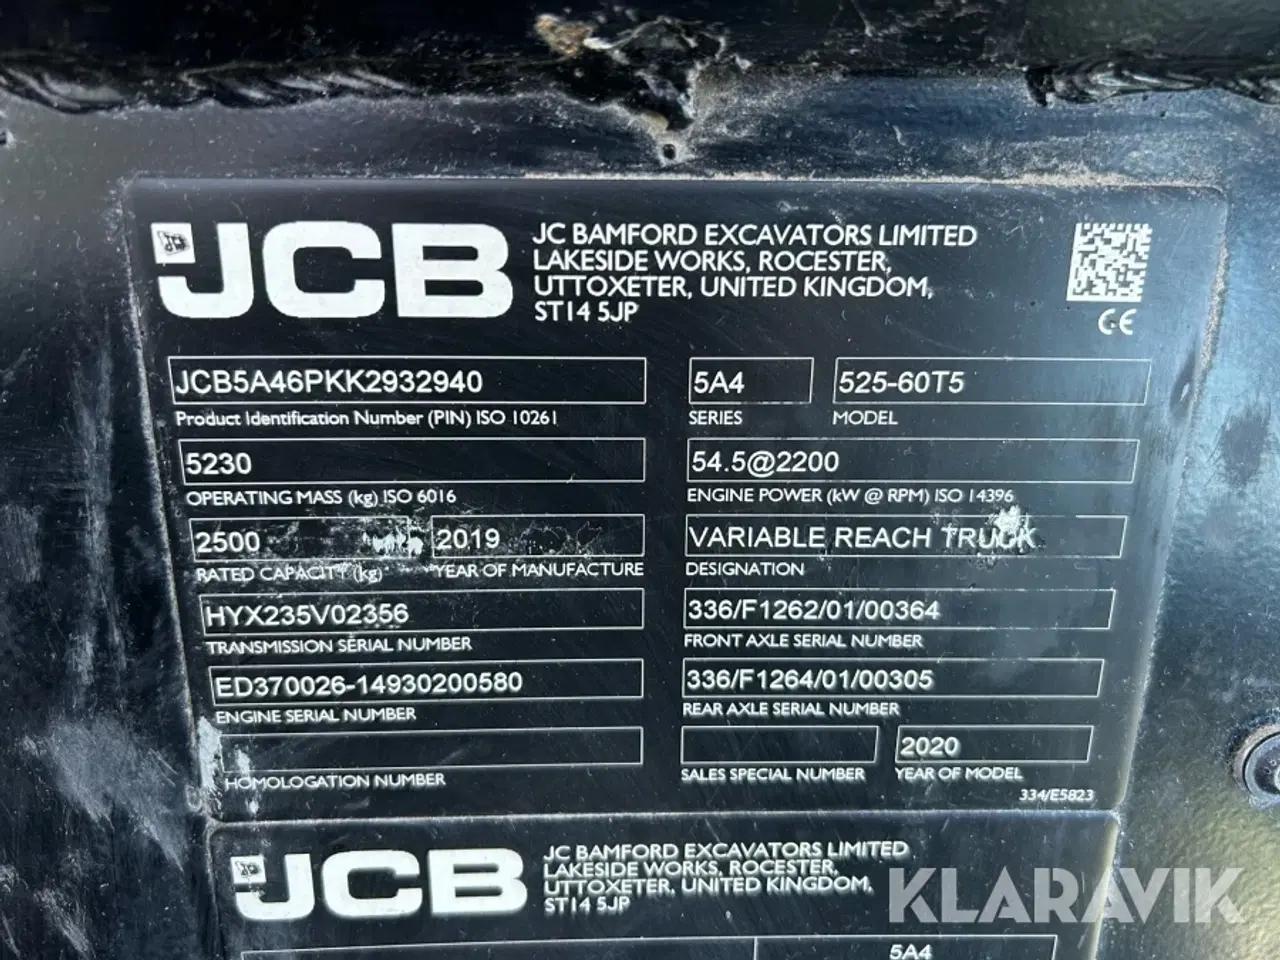 JCB
JC BAMFORD EXCAVATORS LIMITED
LAKESIDE WORKS, ROCESTER,
UTTOXETER, UNITED KINGDOM,
ST14 5JP
CE
JCB5A46PKK2932940
Product Identification Number (PIN) ISO 10261
5A4
SERIES
525-60T5
MODEL
5230
OPERATING MASS (kg) ISO 6016
54.5@2200
ENGINE POWER (kW @ RPM) ISO 14396
2500
RATED CAPACITY (kg)
2019
YEAR OF MANUFACTURE
VARIABLE REACH TRUCK
DESIGNATION
HYX235V02356
TRANSMISSION SERIAL NUMBER
336/F1262/01/00364
FRONT AXLE SERIAL NUMBER
ED370026-14930200580
ENGINE SERIAL NUMBER
336/F1264/01/00305
REAR AXLE SERIAL NUMBER
HOMOLOGATION NUMBER
SALES SPECIAL NUMBER
2020
YEAR OF MODEL
334/E5823
JCB
JC BAMFORD EXCAVATORS LIMITED
LAKESIDE WORKS, ROCESTER,
UTTOXETER, UNITED KINGDOM,
ST14 5JP
5A4
KLARAVIK